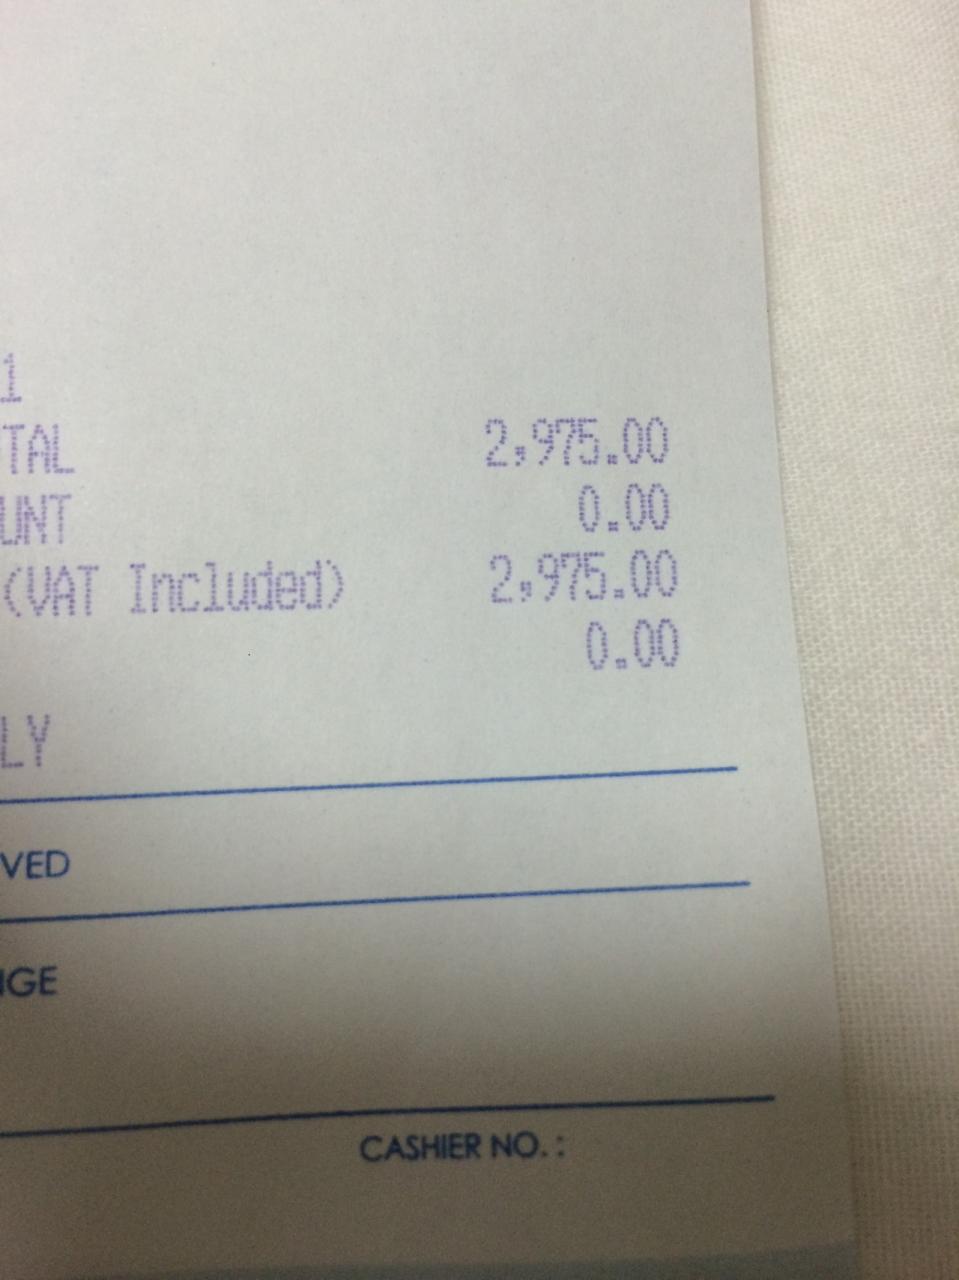 1
TAL 2,975.00
UNT 0.00
(VAT Included) 2,975.00
0.00
LY
VED
NGE
CASHIER NO. :